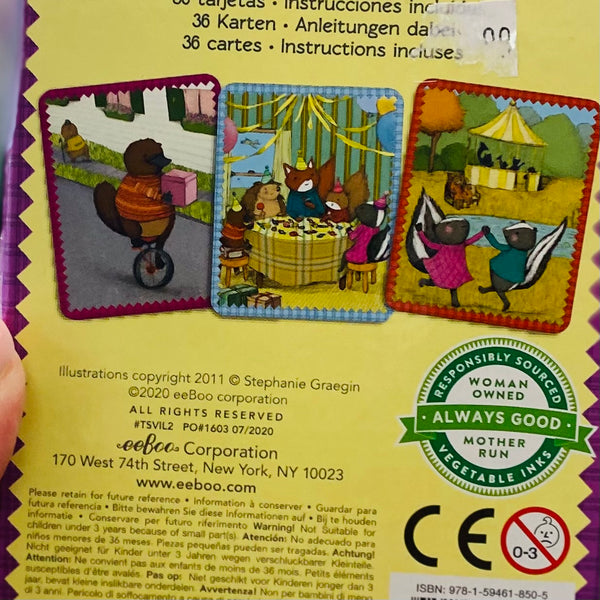 36 tarjetas • Instrucciones
36 Karten • Anleitungen
36 cartes • Instructions incluses
Illustrations copyright 2011 © Stephanie Graegin
©2020 eeBoo corporation
ALL RIGHTS RESERVED
#TSVIL2 PO#1603 07/2020
eeboo Corporation
170 West 74th Street, New York, NY 10023
www.eeboo.com
Please retain for future reference • Information à conserver • Guardar para
futura referencia • Bitte bewahren Sie diese Informationen auf • Bij te houden
informatie • Conservare per futuro riferimento Warning! Not Suitable for
children under 3 years because of small part(s). Atención: No adecuado para
niños menores de 36 meses. Piezas pequeñas pueden ser tragadas. Achtung!
Nicht geeignet für Kinder unter 3 Jahren wegen verschluckbarer Kleinteile.
Attention: Ne convient pas aux enfants de moins de 36 mois. Petits éléments
susceptibles d'être avalés. Pas op: Niet geschikt voor Kinderen jonger dan 3
jaar, bevat kleine inslikbare onderdelen. Avvertenza! Non per bambini di meno
di 3 anni. Pericolo di soffocamento a causa
RESPONSIBLY SOURCED
WOMAN
OWNED
• ALWAYS GOOD •
MOTHER
RUN
VEGETABLE INKS
CE
0-3
ISBN: 978-1-59461-850-5